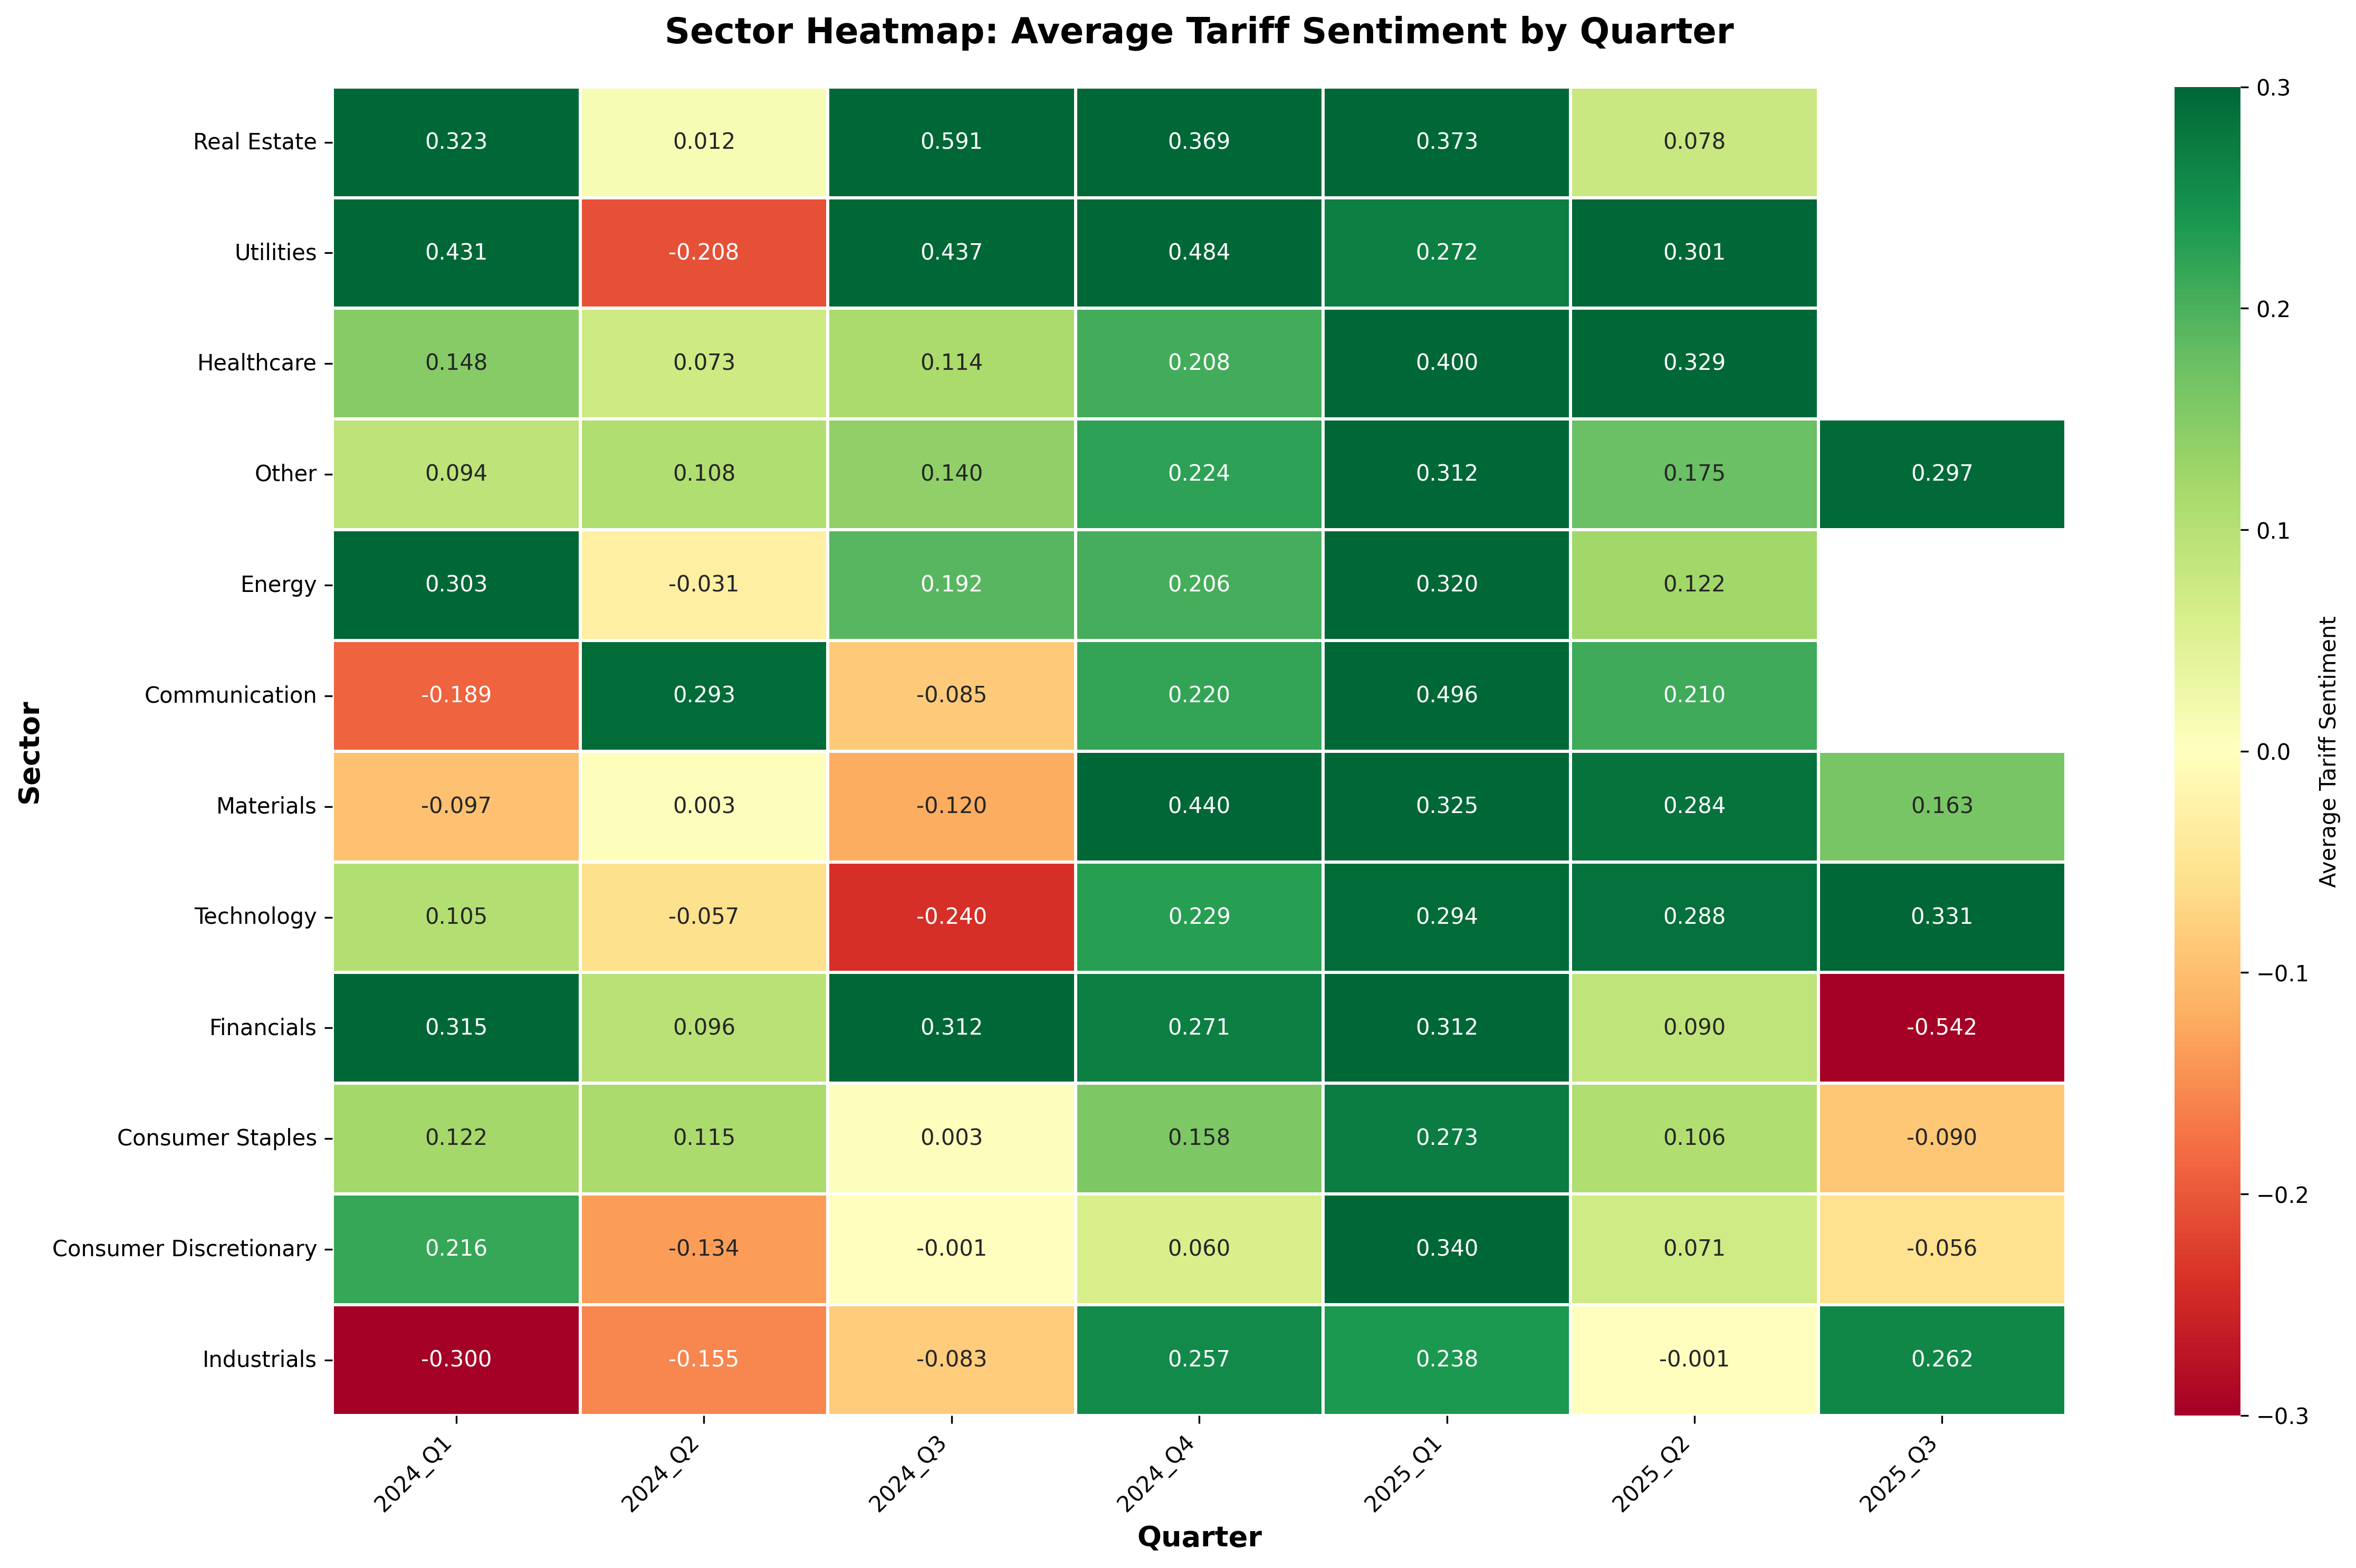 Sector Heatmap: Average Tariff Sentiment by Quarter
Real Estate 0.323 0.012 0.591 0.369 0.373 0.078
Utilities 0.431 -0.208 0.437 0.484 0.272 0.301
Healthcare 0.148 0.073 0.114 0.208 0.400 0.329
Other 0.094 0.108 0.140 0.224 0.312 0.175 0.297
Energy 0.303 -0.031 0.192 0.206 0.320 0.122
Communication -0.189 0.293 -0.085 0.220 0.496 0.210
Materials -0.097 0.003 -0.120 0.440 0.325 0.284 0.163
Technology 0.105 -0.057 -0.240 0.229 0.294 0.288 0.331
Financials 0.315 0.096 0.312 0.271 0.312 0.090 -0.542
Consumer Staples 0.122 0.115 0.003 0.158 0.273 0.106 -0.090
Consumer Discretionary 0.216 -0.134 -0.001 0.060 0.340 0.071 -0.056
Industrials -0.300 -0.155 -0.083 0.257 0.238 -0.001 0.262
2024_Q1 2024_Q2 2024_Q3 2024_Q4 2025_Q1 2025_Q2 2025_Q3
Quarter
Sector
0.3
0.2
0.1
0.0
−0.1
−0.2
−0.3
Average Tariff Sentiment